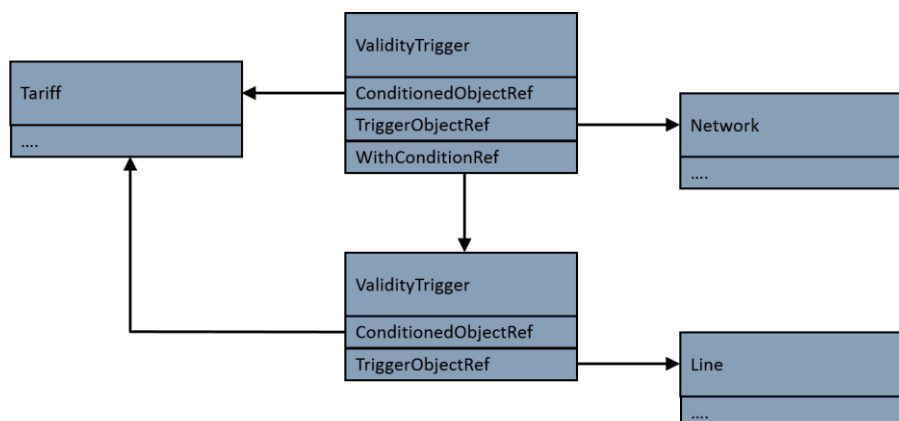 ValidityTrigger
ConditionedObjectRef
TriggerObjectRef
WithConditionRef
Tariff
....
Network
....
ValidityTrigger
ConditionedObjectRef
TriggerObjectRef
Line
....